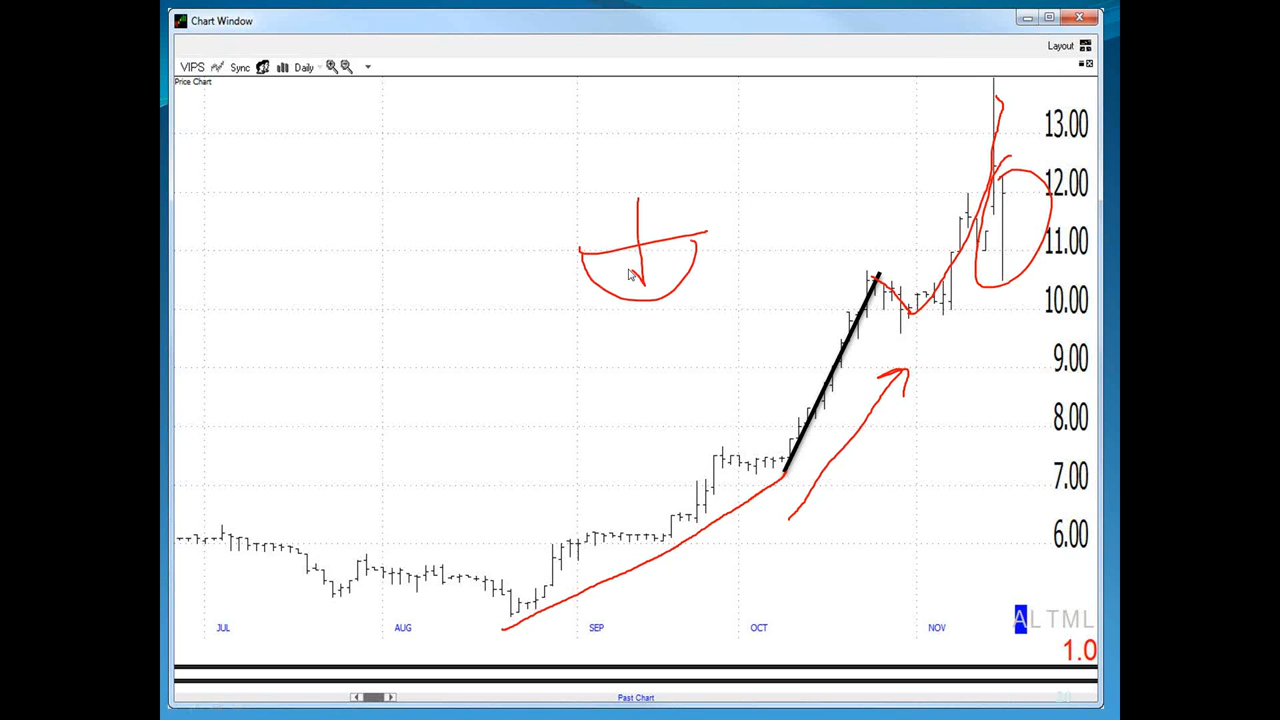 Chart Window
Layout
VIPS Sync Daily
Price Chart
13.00
12.00
11.00
10.00
9.00
8.00
7.00
6.00
JUL AUG SEP OCT NOV
ALTML
1.0
Past Chart